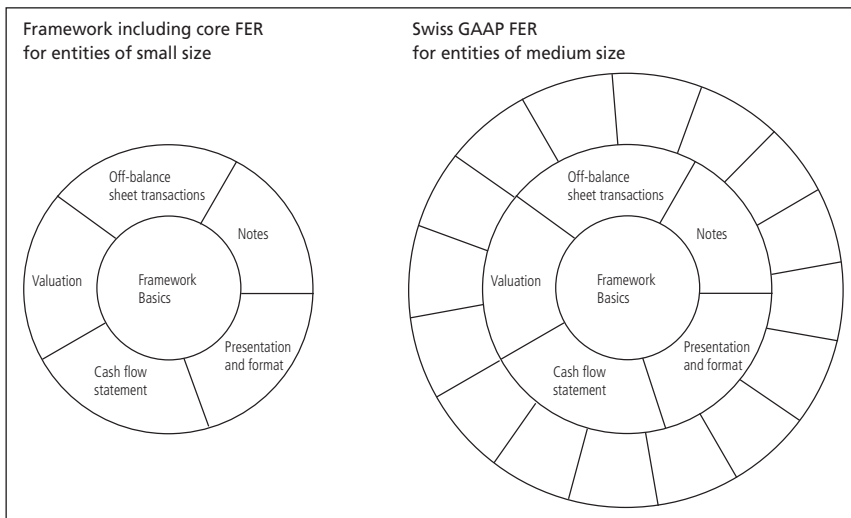 Framework including core FER
for entities of small size
Off-balance
sheet transactions
Notes
Valuation
Framework
Basics
Presentation
and format
Cash flow
statement
Swiss GAAP FER
for entities of medium size
Off-balance
sheet transactions
Notes
Valuation
Framework
Basics
Presentation
and format
Cash flow
statement